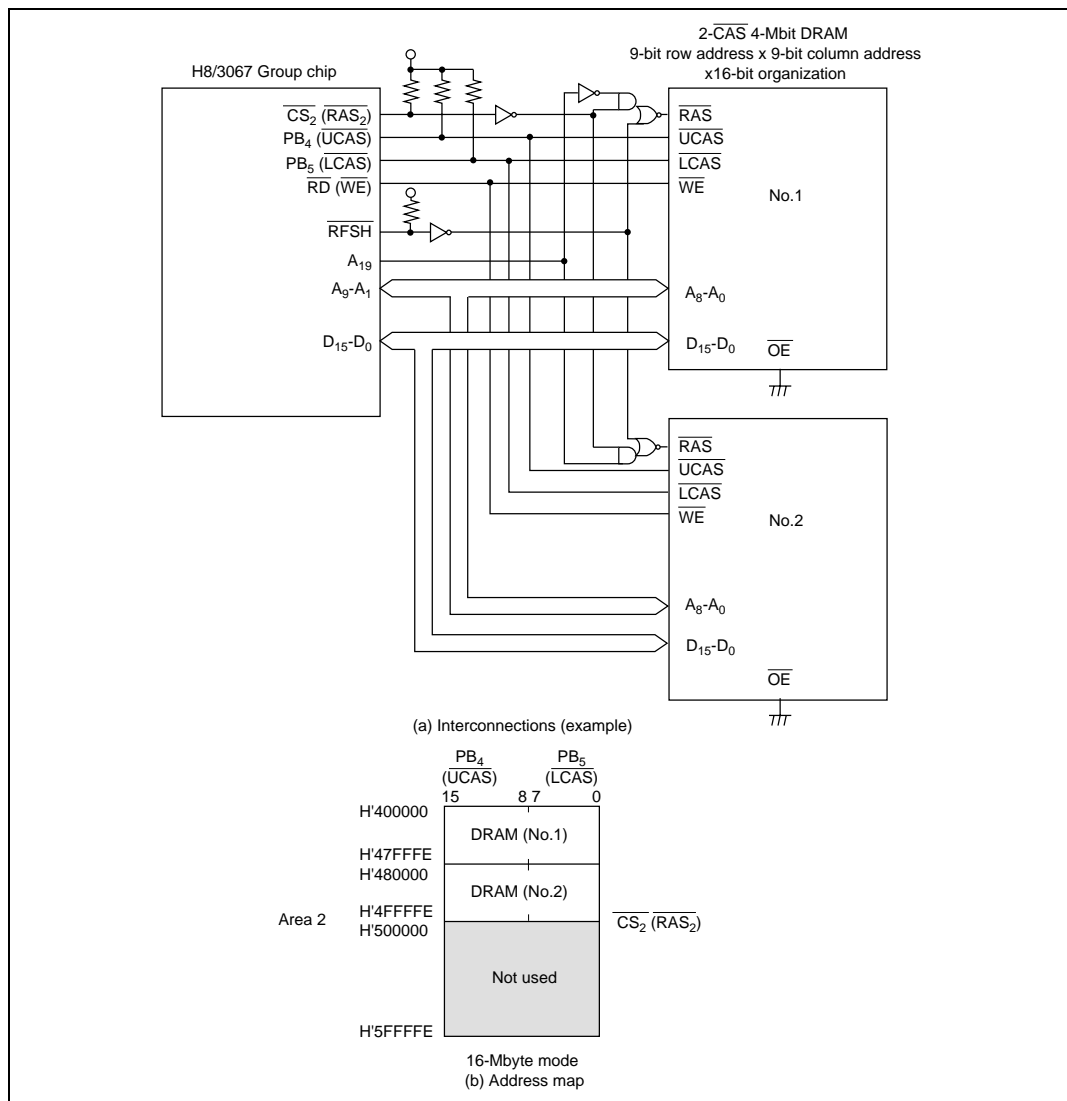 2-CAS 4-Mbit DRAM
9-bit row address x 9-bit column address
x16-bit organization
H8/3067 Group chip
CS2 (RAS2)
PB4 (UCAS)
PB5 (LCAS)
RD (WE)
RFSH
A19
A9-A1
D15-D0
RAS
UCAS
LCAS
WE
No.1
A8-A0
D15-D0
OE
RAS
UCAS
LCAS
WE
No.2
A8-A0
D15-D0
OE
(a) Interconnections (example)
PB4 PB5
(UCAS) (LCAS)
15 8 7 0
H'400000
DRAM (No.1)
H'47FFFE
H'480000
DRAM (No.2)
Area 2 H'4FFFFE CS2 (RAS2)
H'500000
Not used
H'5FFFFE
16-Mbyte mode
(b) Address map